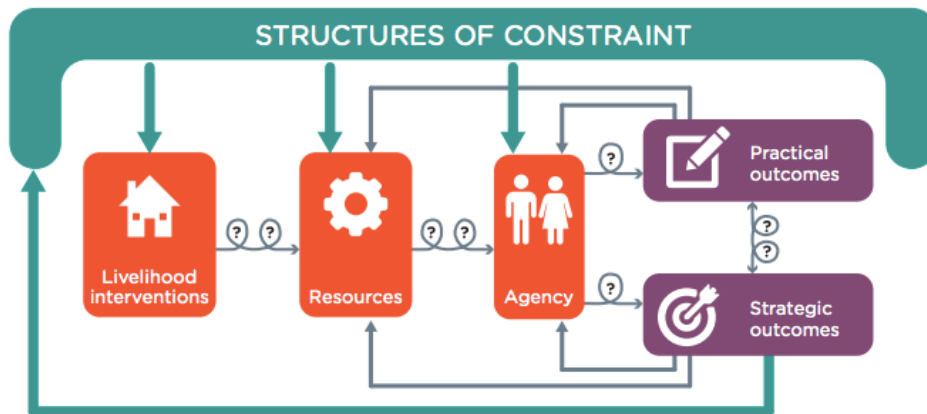 STRUCTURES OF CONSTRAINT
?
Practical
outcomes
? ?
? ?
?
?
Livelihood
interventions
Resources
Agency
?
Strategic
outcomes